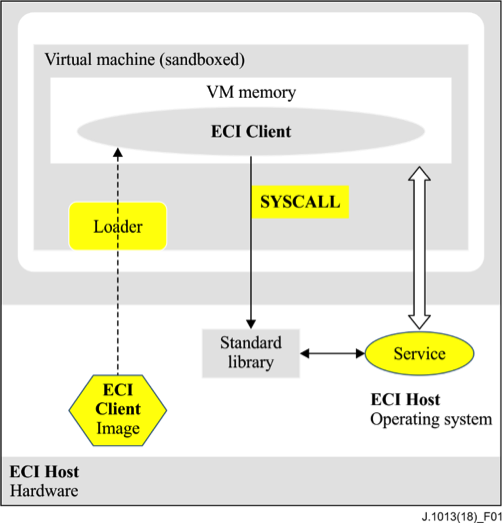 Virtual machine (sandboxed)
VM memory
ECI Client
SYSCALL
Loader
Standard
library
Service
ECI
Client
Image
ECI Host
Operating system
ECI Host
Hardware
J.1013(18)_F01